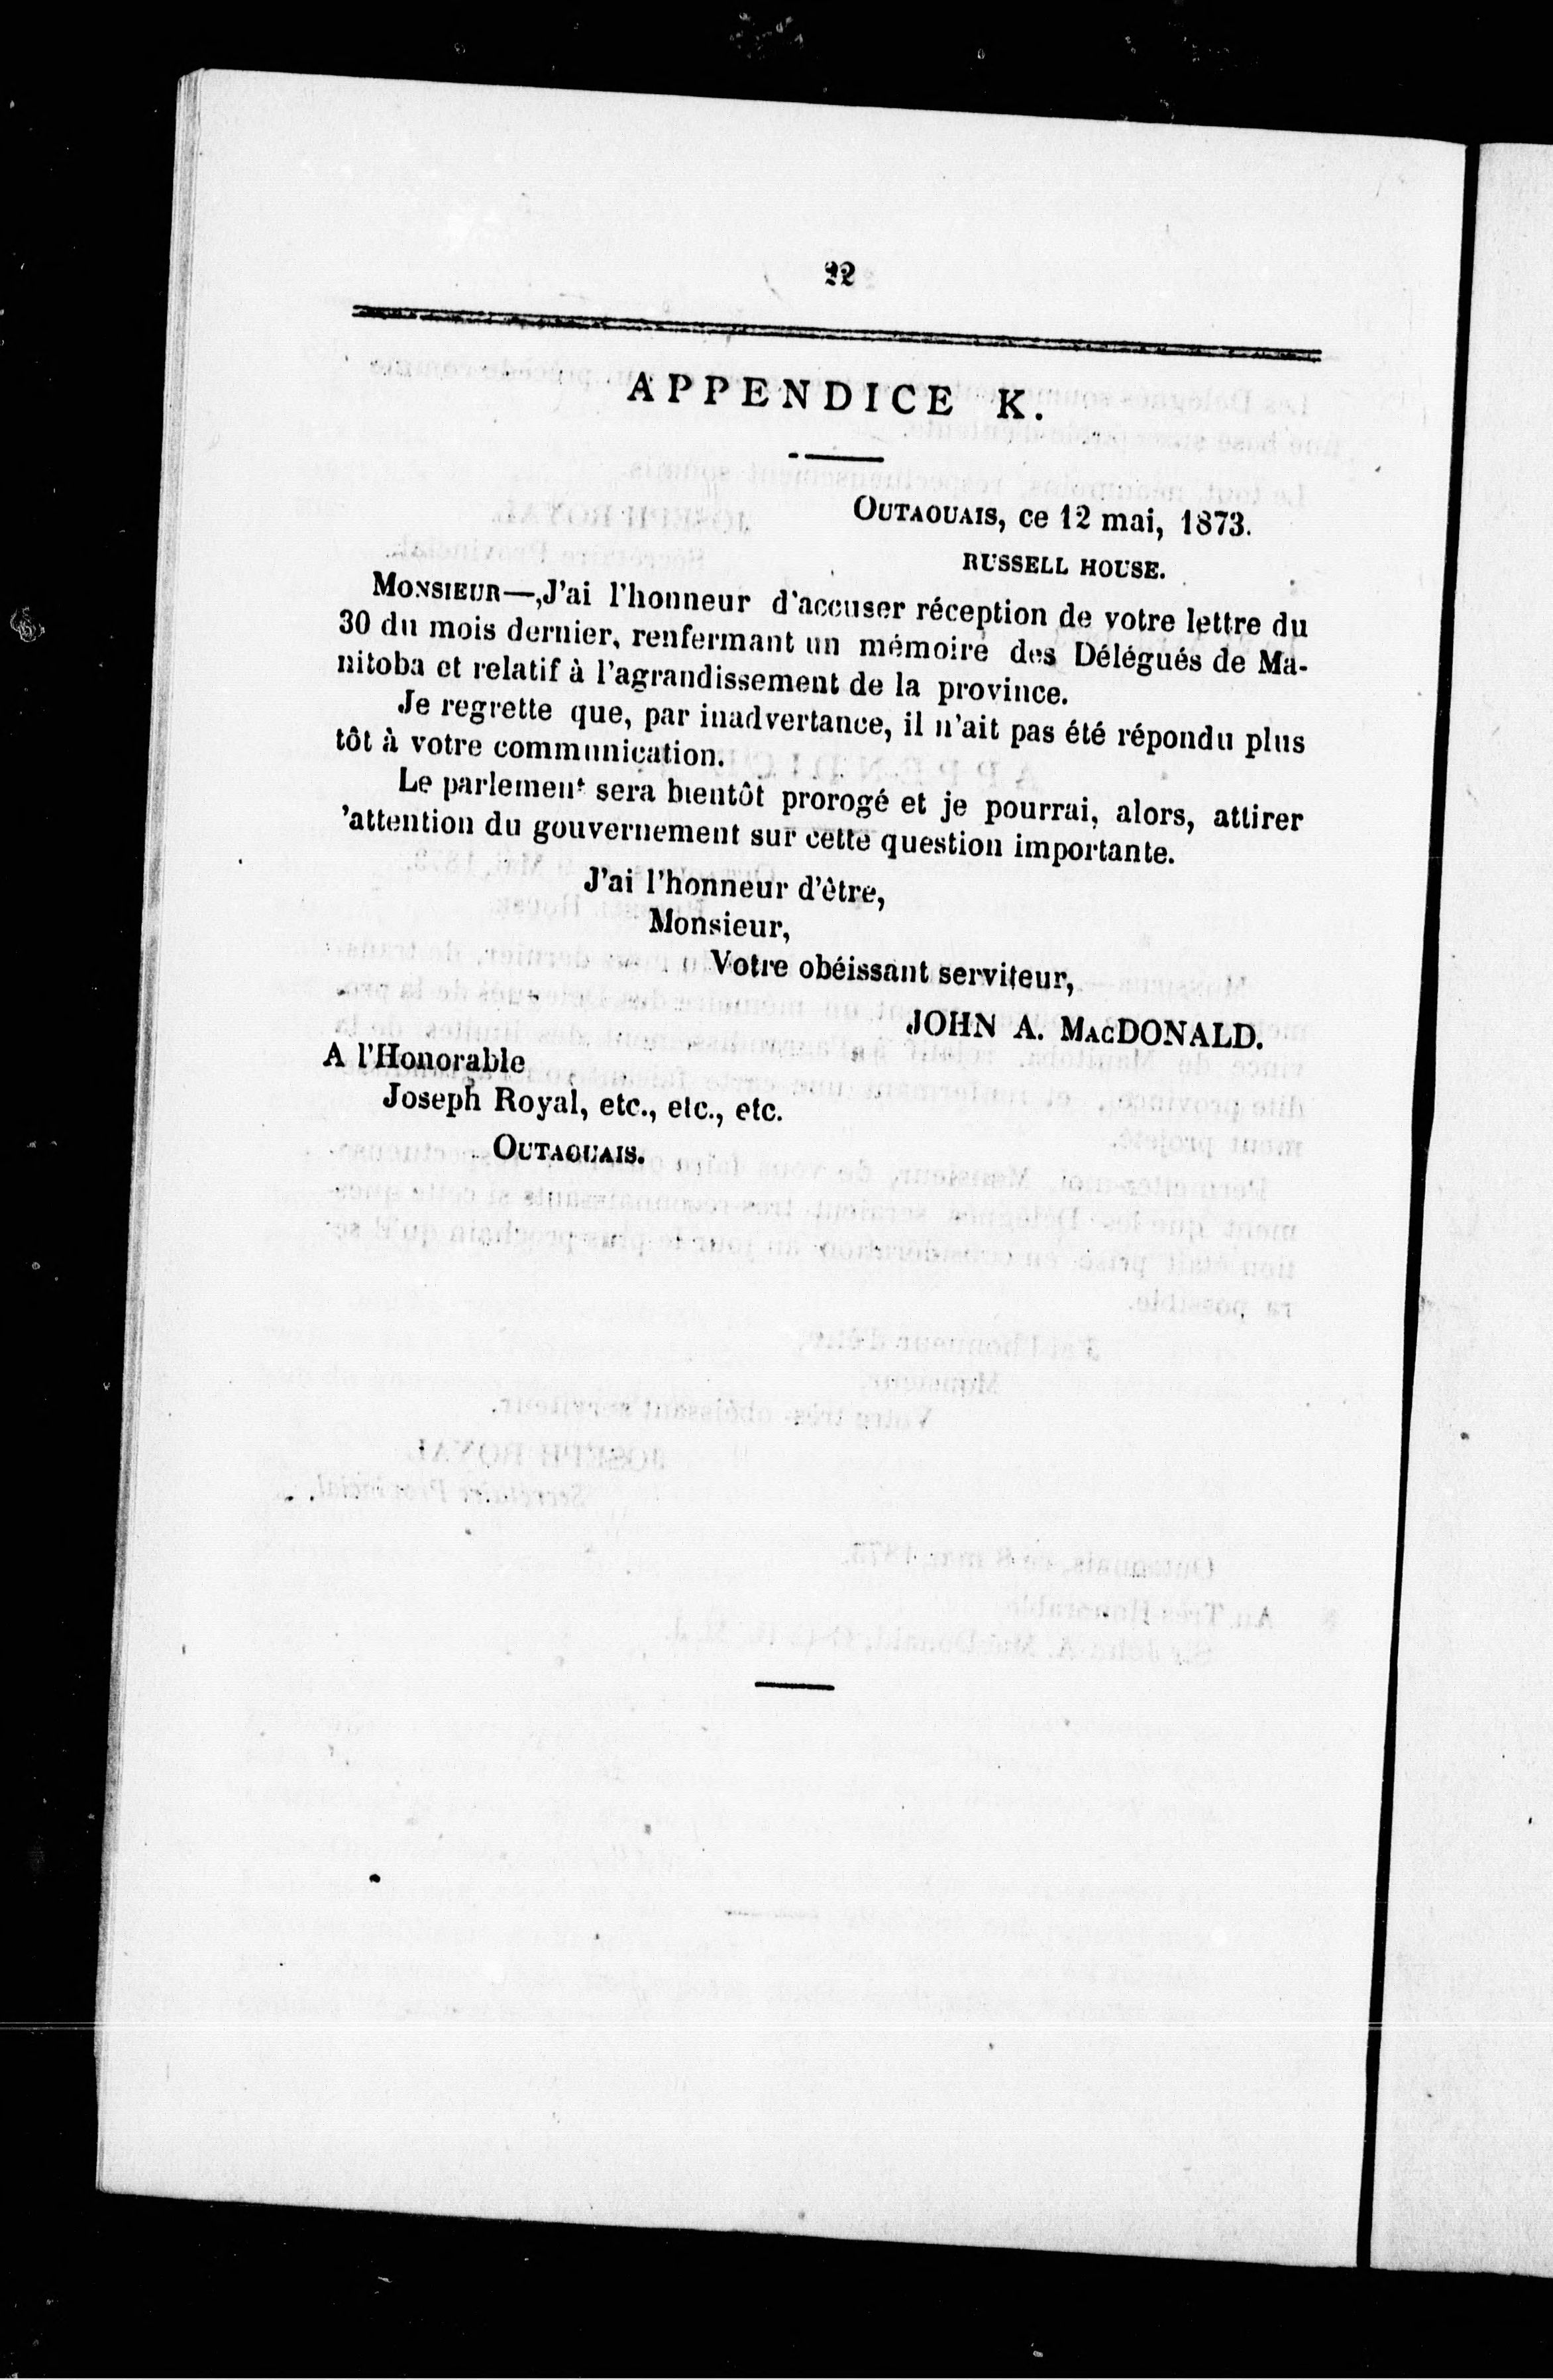 22
APPENDICE K.
OUTAOUAIS, ce 12 mai, 1873.
RUSSELL HOUSE.
MONSIEUR—,J'ai l'honneur d'accuser réception de votre lettre du
30 du mois dernier, renfermant un mémoire des Délégués de Ma-
nitoba et relatif à l'agrandissement de la province.
Je regrette que, par inadvertance, il n'ait pas été répondu plus
tôt à votre communication.
Le parlement sera bientôt prorogé et je pourrai, alors, attirer
'attention du gouvernement sur cette question importante.
J'ai l'honneur d'être,
Monsieur,
Votre obéissant serviteur,
JOHN A. MACDONALD.
A l'Honorable
Joseph Royal, etc., etc., etc.
OUTAOUAIS.